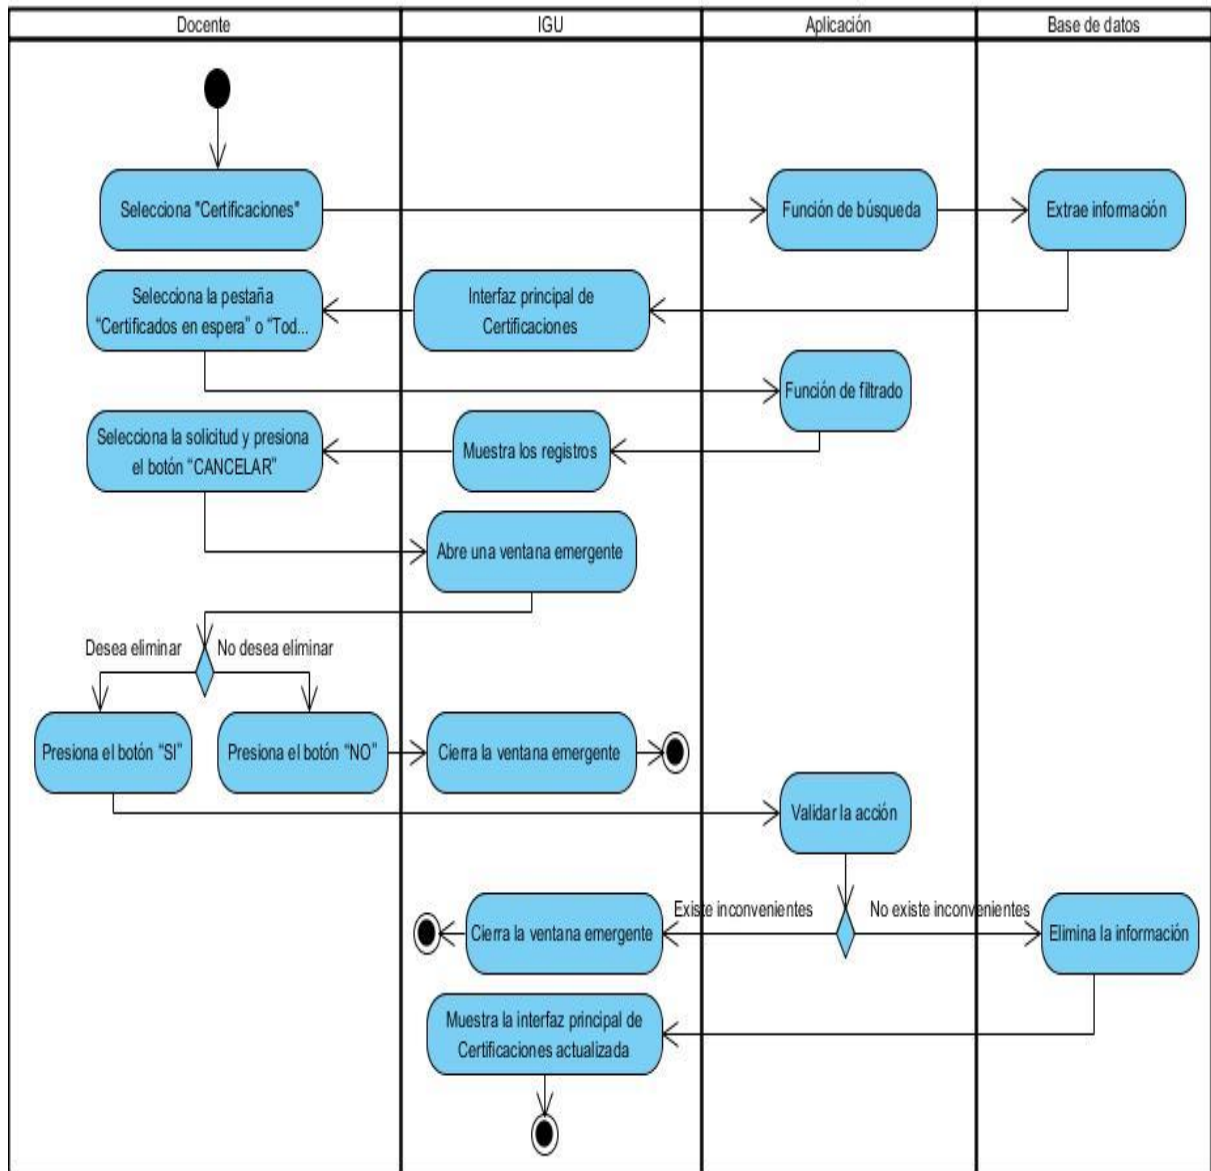 Docente
IGU
Aplicación
Base de datos
Selecciona "Certificaciones"
Función de búsqueda
Extrae información
Selecciona la pestaña
“Certificados en espera” o “Tod...
Interfaz principal de
Certificaciones
Función de filtrado
Selecciona la solicitud y presiona
el botón “CANCELAR”
Muestra los registros
Abre una ventana emergente
Desea eliminar
No desea eliminar
Presiona el botón “SI”
Presiona el botón “NO”
Cierra la ventana emergente
Validar la acción
Existe inconvenientes
No existe inconvenientes
Cierra la ventana emergente
Elimina la información
Muestra la interfaz principal de
Certificaciones actualizada